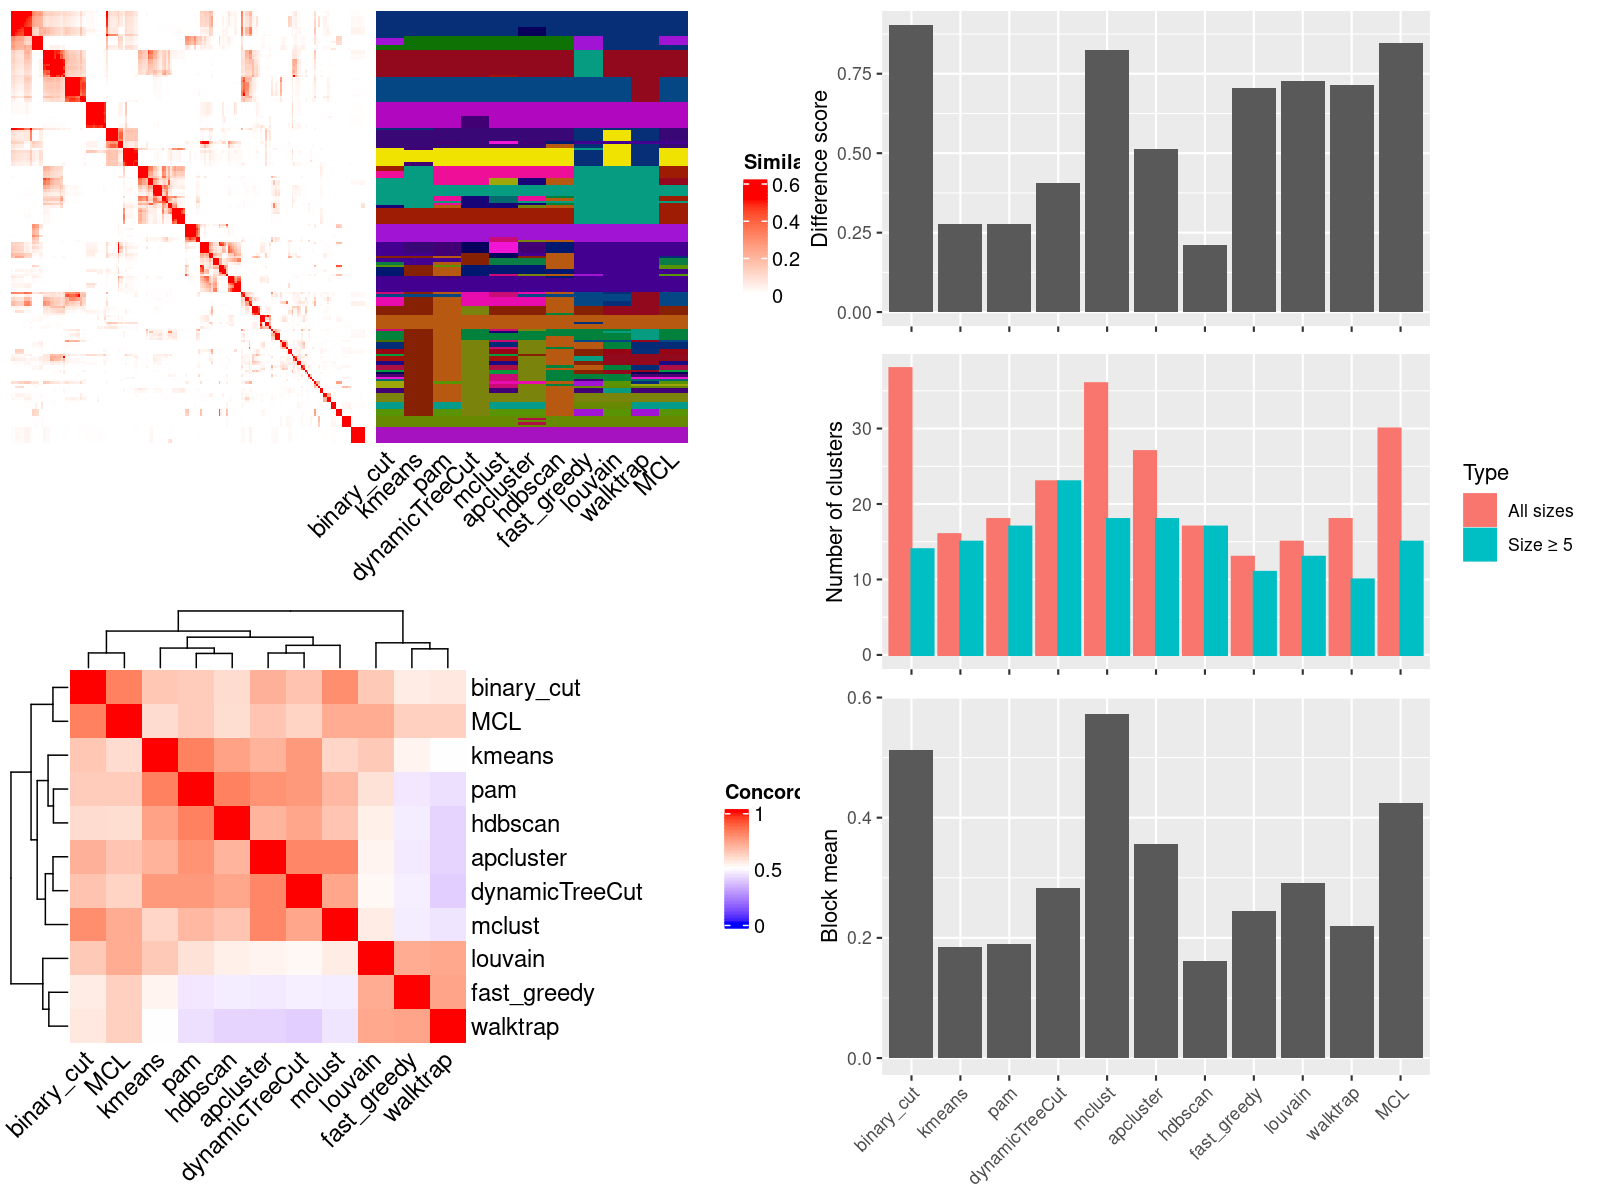 Simila
0.6
0.4
0.2
0
binary_cut
kmeans
pam
dynamicTreeCut
mclust
apcluster
hdbscan
fast_greedy
louvain
walktrap
MCL
binary_cut
MCL
kmeans
pam
hdbscan
apcluster
dynamicTreeCut
mclust
louvain
fast_greedy
walktrap
binary_cut
MCL
kmeans
pam
hdbscan
apcluster
dynamicTreeCut
mclust
louvain
fast_greedy
walktrap
Concord
1
0.5
0
Difference score
0.75
0.50
0.25
0.00
Number of clusters
30
20
10
0
Type
All sizes
Size ≥ 5
Block mean
0.6
0.4
0.2
0.0
binary_cut
kmeans
pam
dynamicTreeCut
mclust
apcluster
hdbscan
fast_greedy
louvain
walktrap
MCL